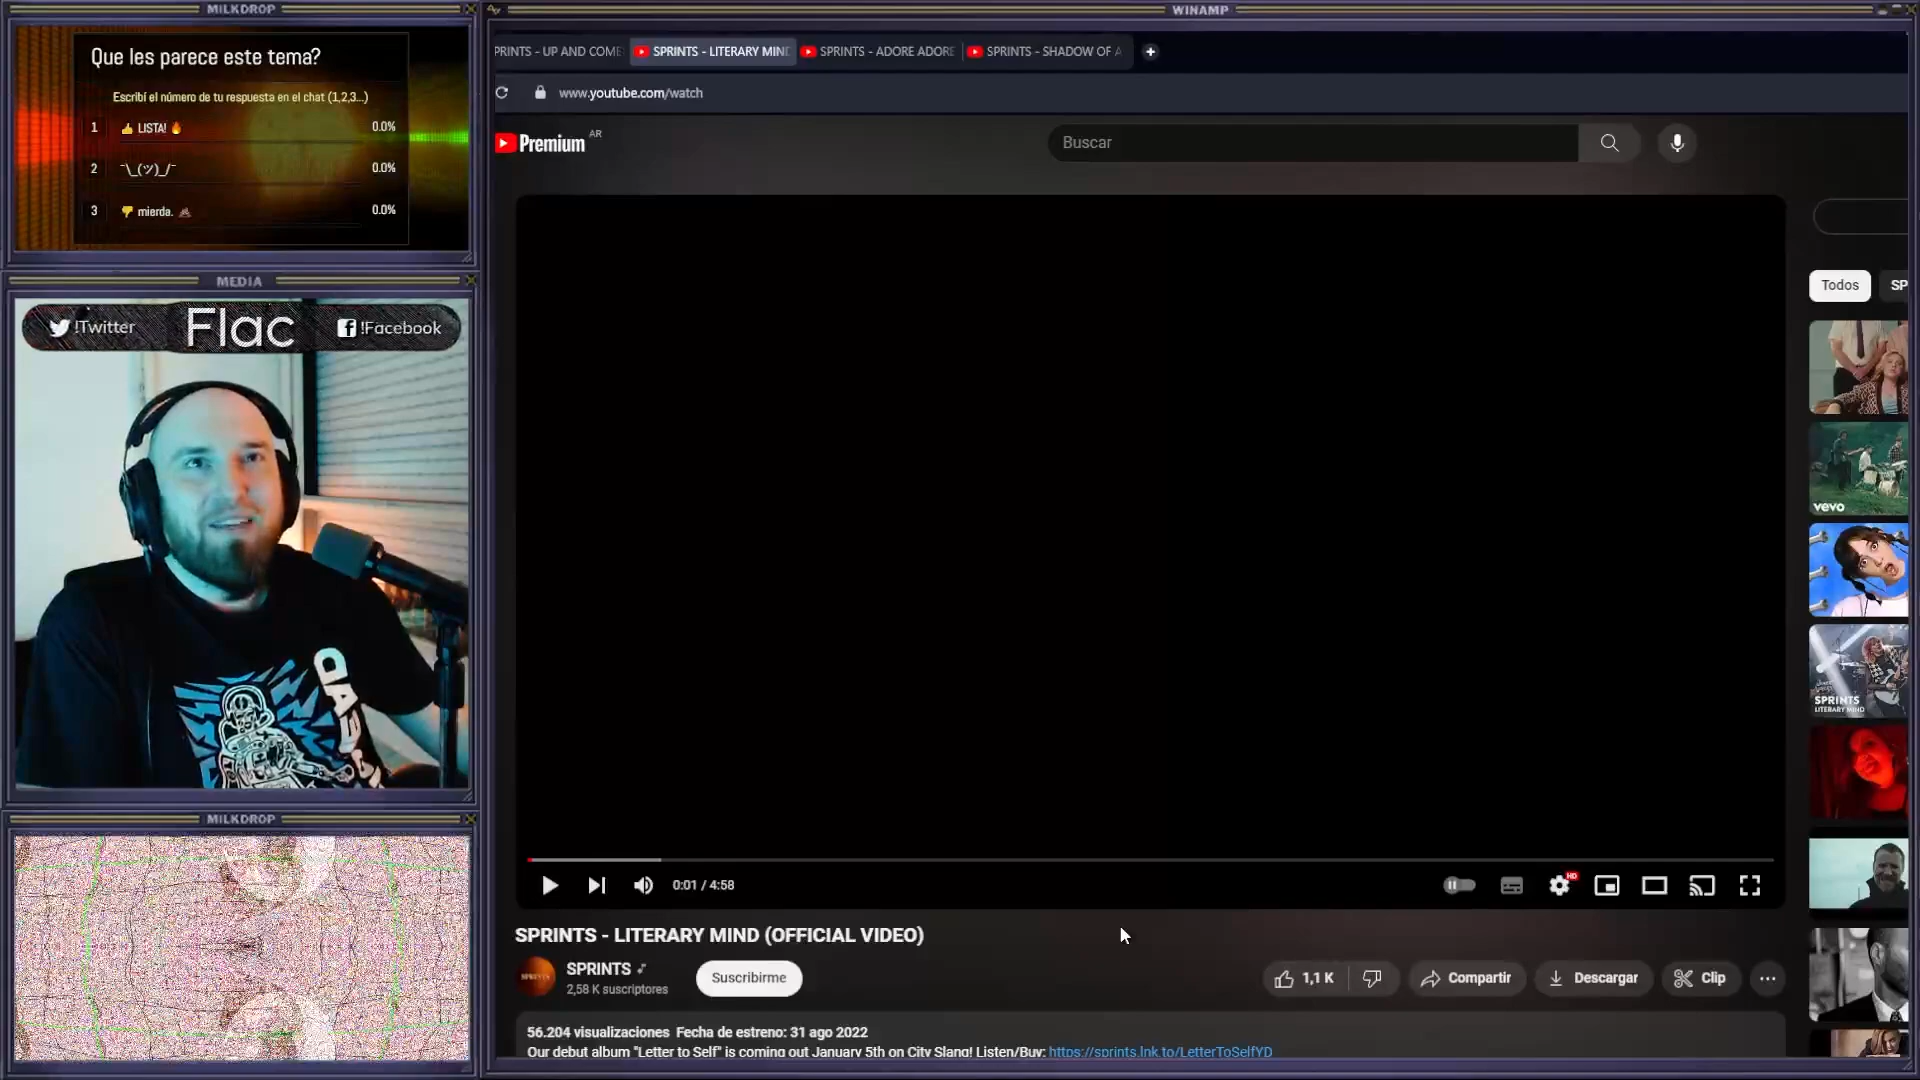 MILKDROP
Que les parece este tema?
Escribí el número de tu respuesta en el chat (1,2,3...)
1 👍 LISTA! 🔥 0.0%
2 ¯\_(ツ)_/¯ 0.0%
3 👎 mierda. 💩 0.0%
MEDIA
!Twitter Flac !Facebook
MILKDROP
WINAMP
PRINTS - UP AND COME SPRINTS - LITERARY MIND SPRINTS - ADORE ADORE SPRINTS - SHADOW OF A
www.youtube.com/watch
Premium AR
Buscar
Todos SP
vevo
SPRINTS
LITERARY MIND
0:01 / 4:58
HD
SPRINTS - LITERARY MIND (OFFICIAL VIDEO)
SPRINTS
2,58 K suscriptores
Suscribirme
1,1 K Compartir Descargar Clip
56.204 visualizaciones Fecha de estreno: 31 ago 2022
Our debut album "Letter to Self" is coming out January 5th on City Slang! Listen/Buy: https://sprints.lnk.to/LetterToSelfYD